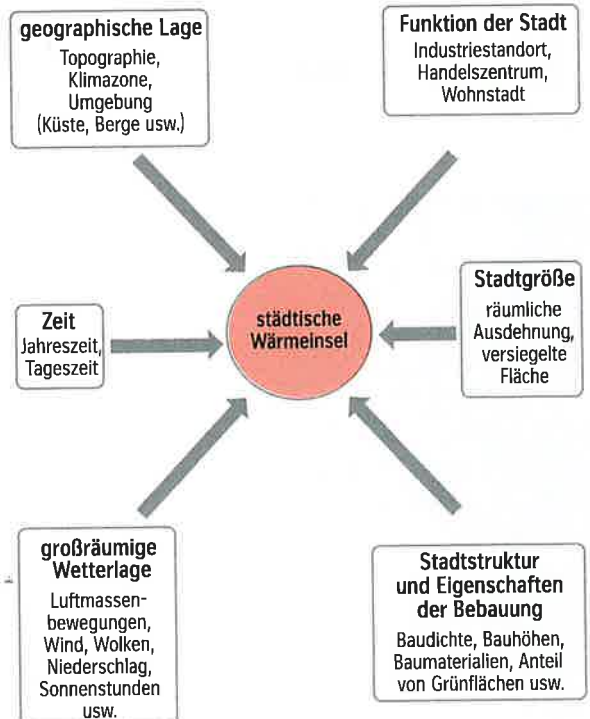 geographische Lage
Topographie,
Klimazone,
Umgebung
(Küste, Berge usw.)
Funktion der Stadt
Industriestandort,
Handelszentrum,
Wohnstadt
Zeit
Jahreszeit,
Tageszeit
städtische
Wärmeinsel
Stadtgröße
räumliche
Ausdehnung,
versiegelte
Fläche
großräumige
Wetterlage
Luftmassen-
bewegungen,
Wind, Wolken,
Niederschlag,
Sonnenstunden
usw.
Stadtstruktur
und Eigenschaften
der Bebauung
Baudichte, Bauhöhen,
Baumaterialien, Anteil
von Grünflächen usw.